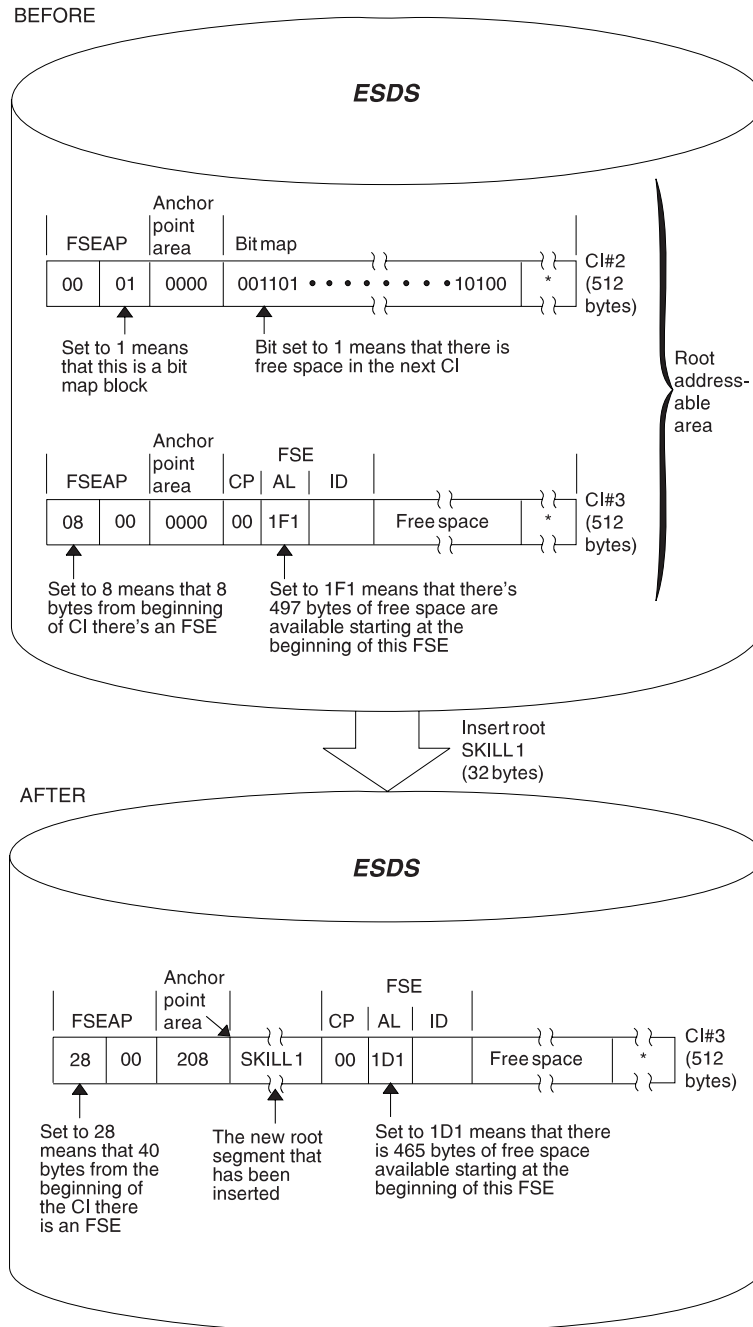 BEFORE
ESDS
Anchor
point
area
FSEAP
Bit map
00 01 0000 001101 • • • • • • • • 10100 *
CI#2
(512
bytes)
Set to 1 means
that this is a bit
map block
Bit set to 1 means that there is
free space in the next CI
Root
address-
able
area
Anchor
point
area
FSEAP
FSE
CP AL ID
08 00 0000 00 1F1 Free space *
CI#3
(512
bytes)
Set to 8 means that 8
bytes from beginning
of CI there's an FSE
Set to 1F1 means that there's
497 bytes of free space are
available starting at the
beginning of this FSE
Insert root
SKILL1
(32 bytes)
AFTER
ESDS
Anchor
point
area
FSEAP
FSE
CP AL ID
28 00 208 SKILL1 00 1D1 Free space *
CI#3
(512
bytes)
Set to 28
means that 40
bytes from the
beginning of
the CI there
is an FSE
The new root
segment that
has been
inserted
Set to 1D1 means that there
is 465 bytes of free space
available starting at the
beginning of this FSE